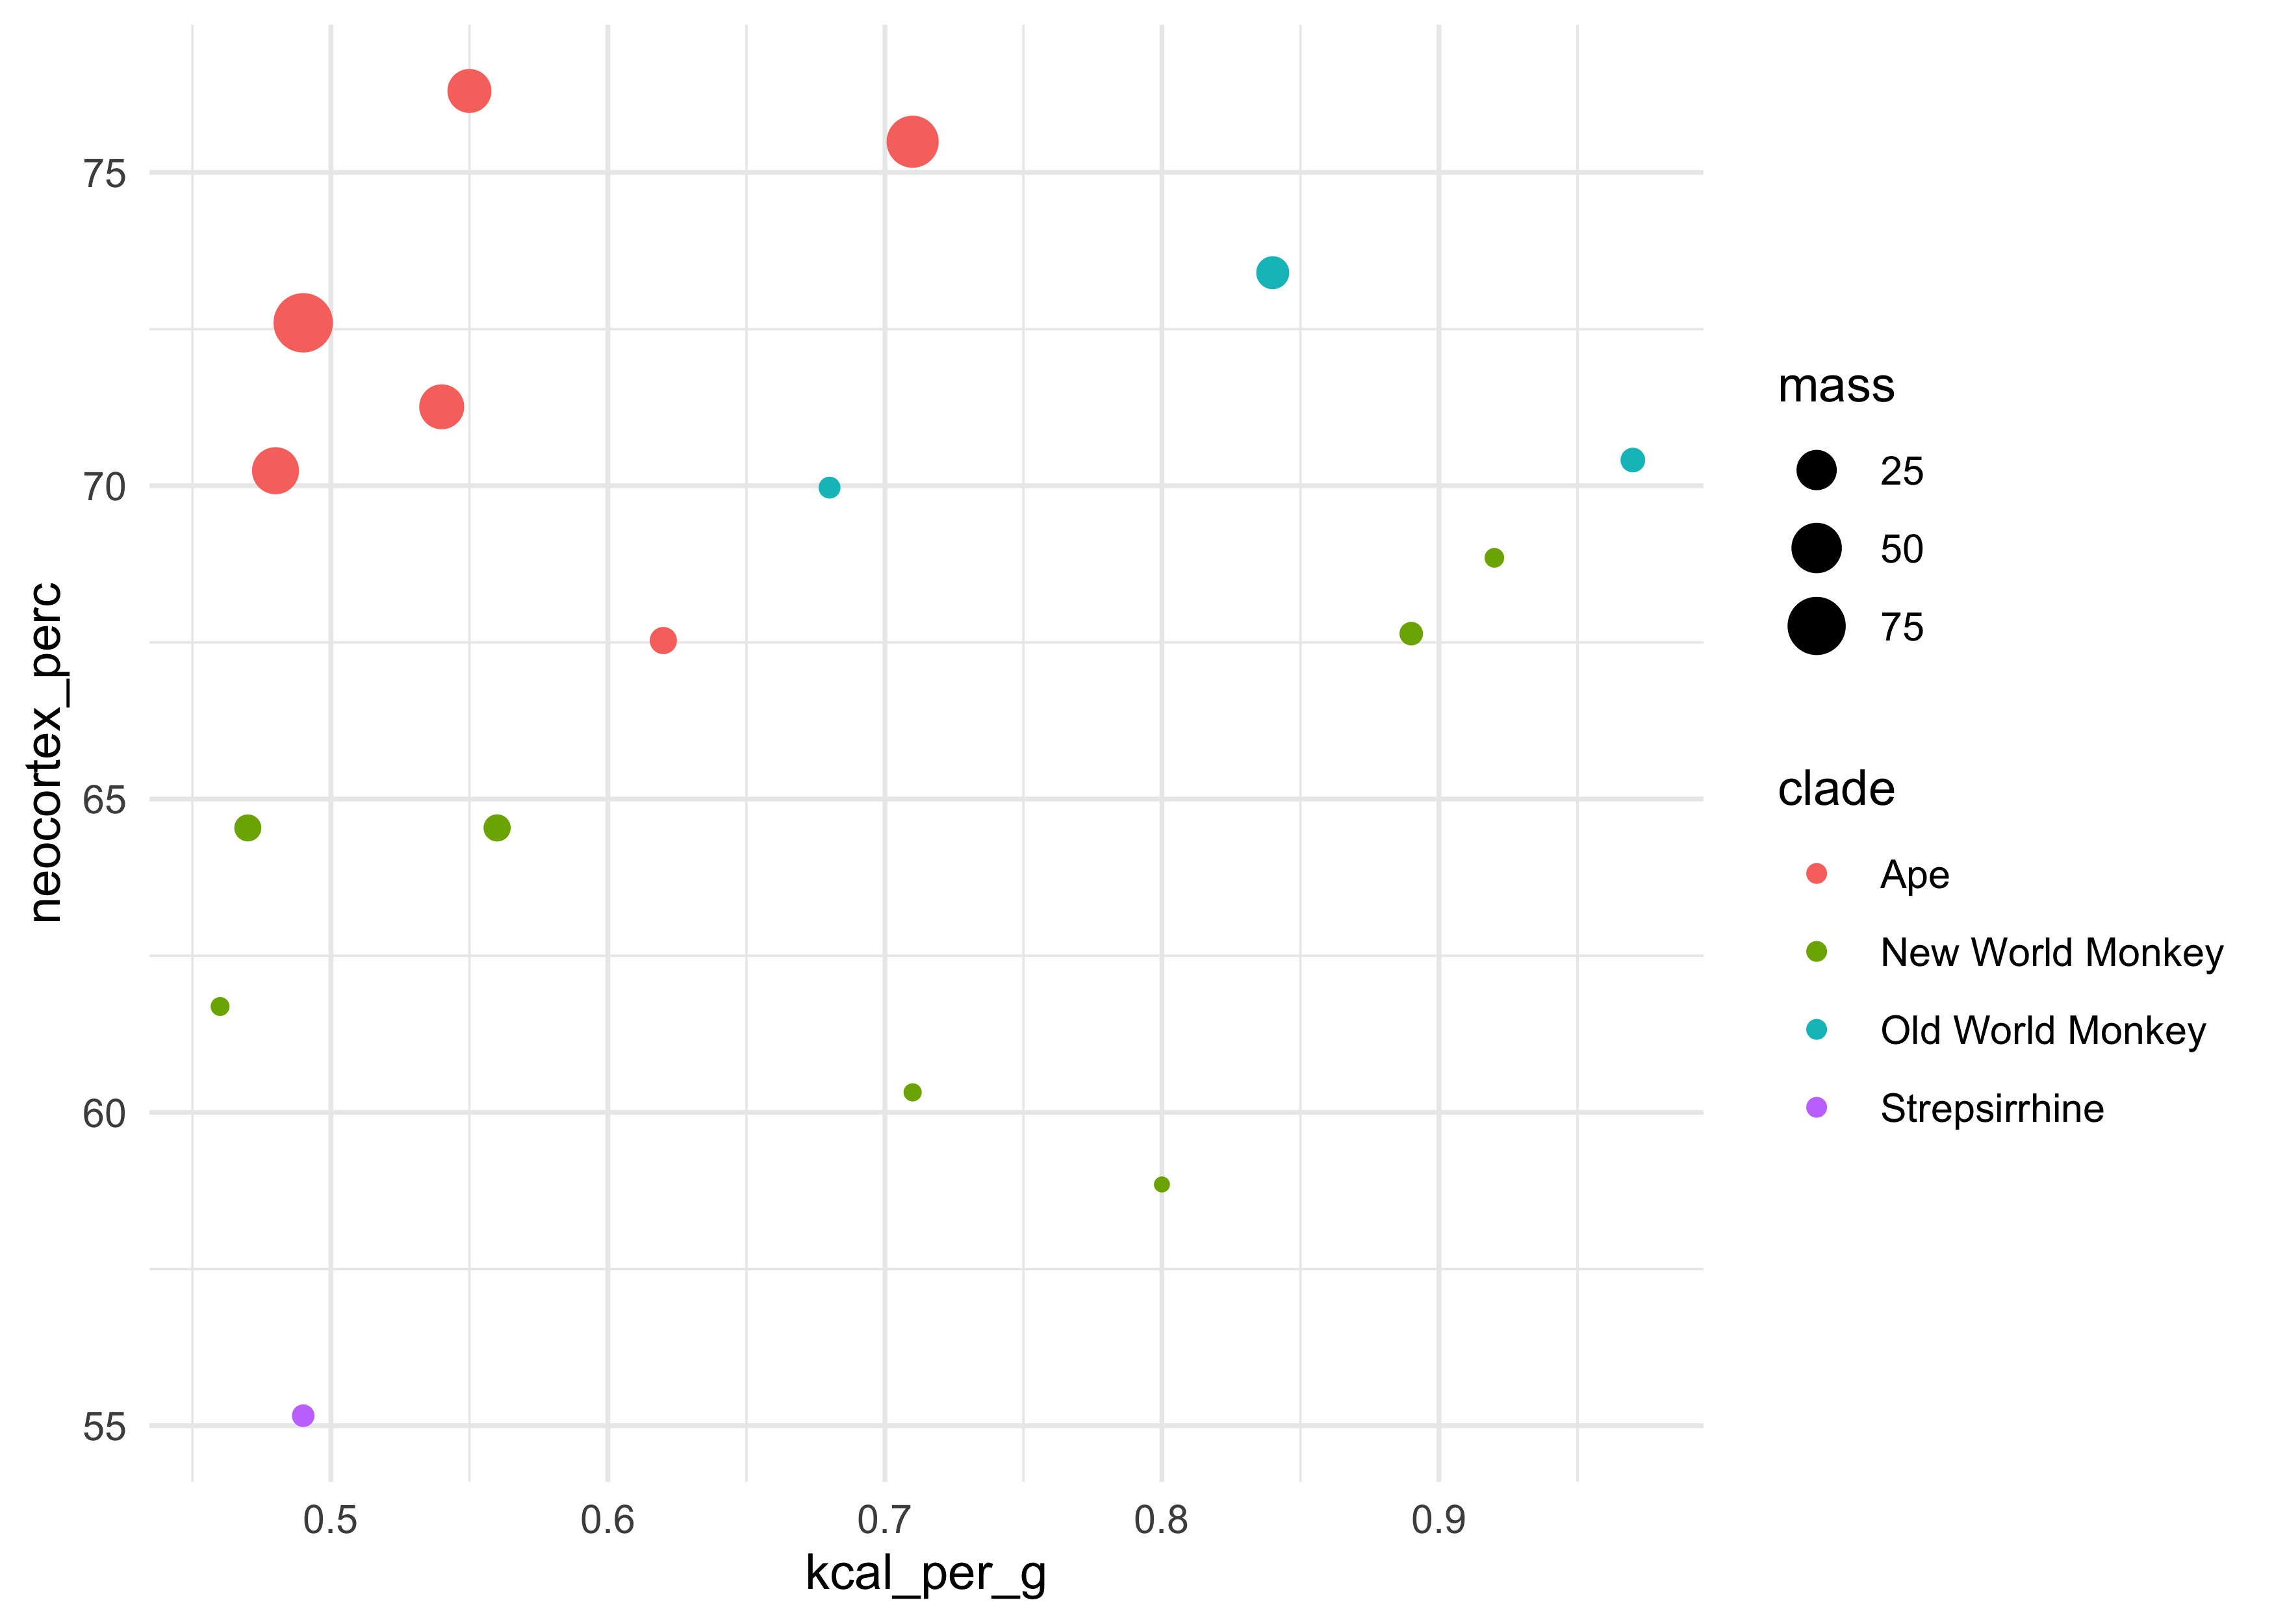 neocortex_perc
75
70
65
60
55
0.5 0.6 0.7 0.8 0.9
kcal_per_g
mass
25
50
75
clade
Ape
New World Monkey
Old World Monkey
Strepsirrhine